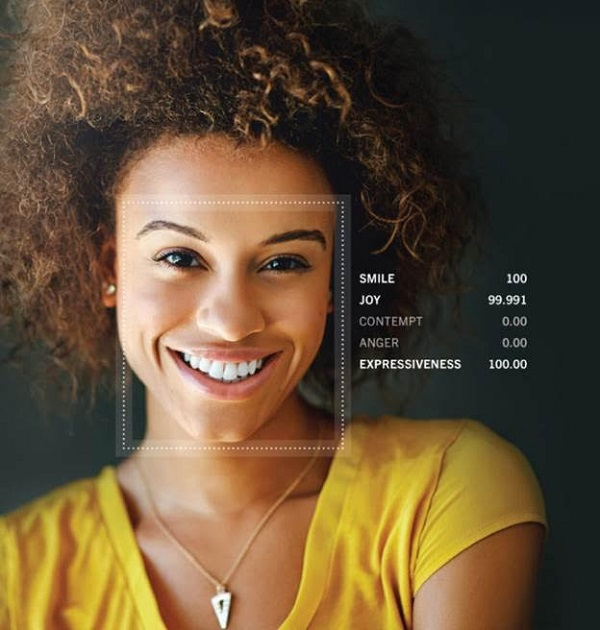 SMILE 100
JOY 99.991
CONTEMPT 0.00
ANGER 0.00
EXPRESSIVENESS 100.00